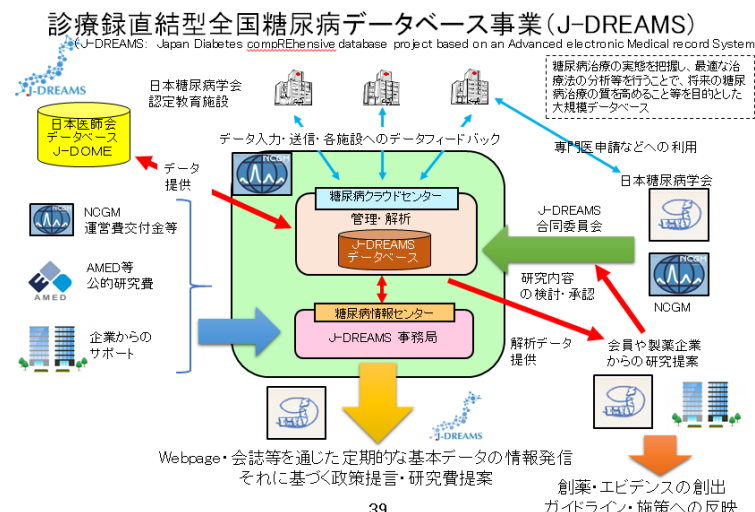 診療録直結型全国糖尿病データベース事業(J-DREAMS)
(J-DREAMS: Japan Diabetes compREhensive database project based on an Advanced electronic Medical record System
J-DREAMS
日本糖尿病学会
認定教育施設
糖尿病治療の実態を把握し、最適な治
療法の分析等を行うことで、将来の糖尿
病治療の質を高めること等を目的とした
大規模データベース
日本医師会
データベース
J-DOME
データ入力・送信・各施設へのデータフィードバック
専門医申請などへの利用
データ
提供
NCGM
糖尿病クラウドセンター
管理・解析
J-DREAMS
データベース
日本糖尿病学会
J-DREAMS
合同委員会
NCGM
運営費交付金等
AMED
AMED等
公的研究費
研究内容
の検討・承認
NCGM
NCGM
糖尿病情報センター
J-DREAMS 事務局
企業からの
サポート
解析データ
提供
会員や製薬企業
からの研究提案
J-DREAMS
Webpage・会誌等を通じた定期的な基本データの情報発信
それに基づく政策提言・研究費提案
創薬・エビデンスの創出
ガイドライン・施策への反映
39